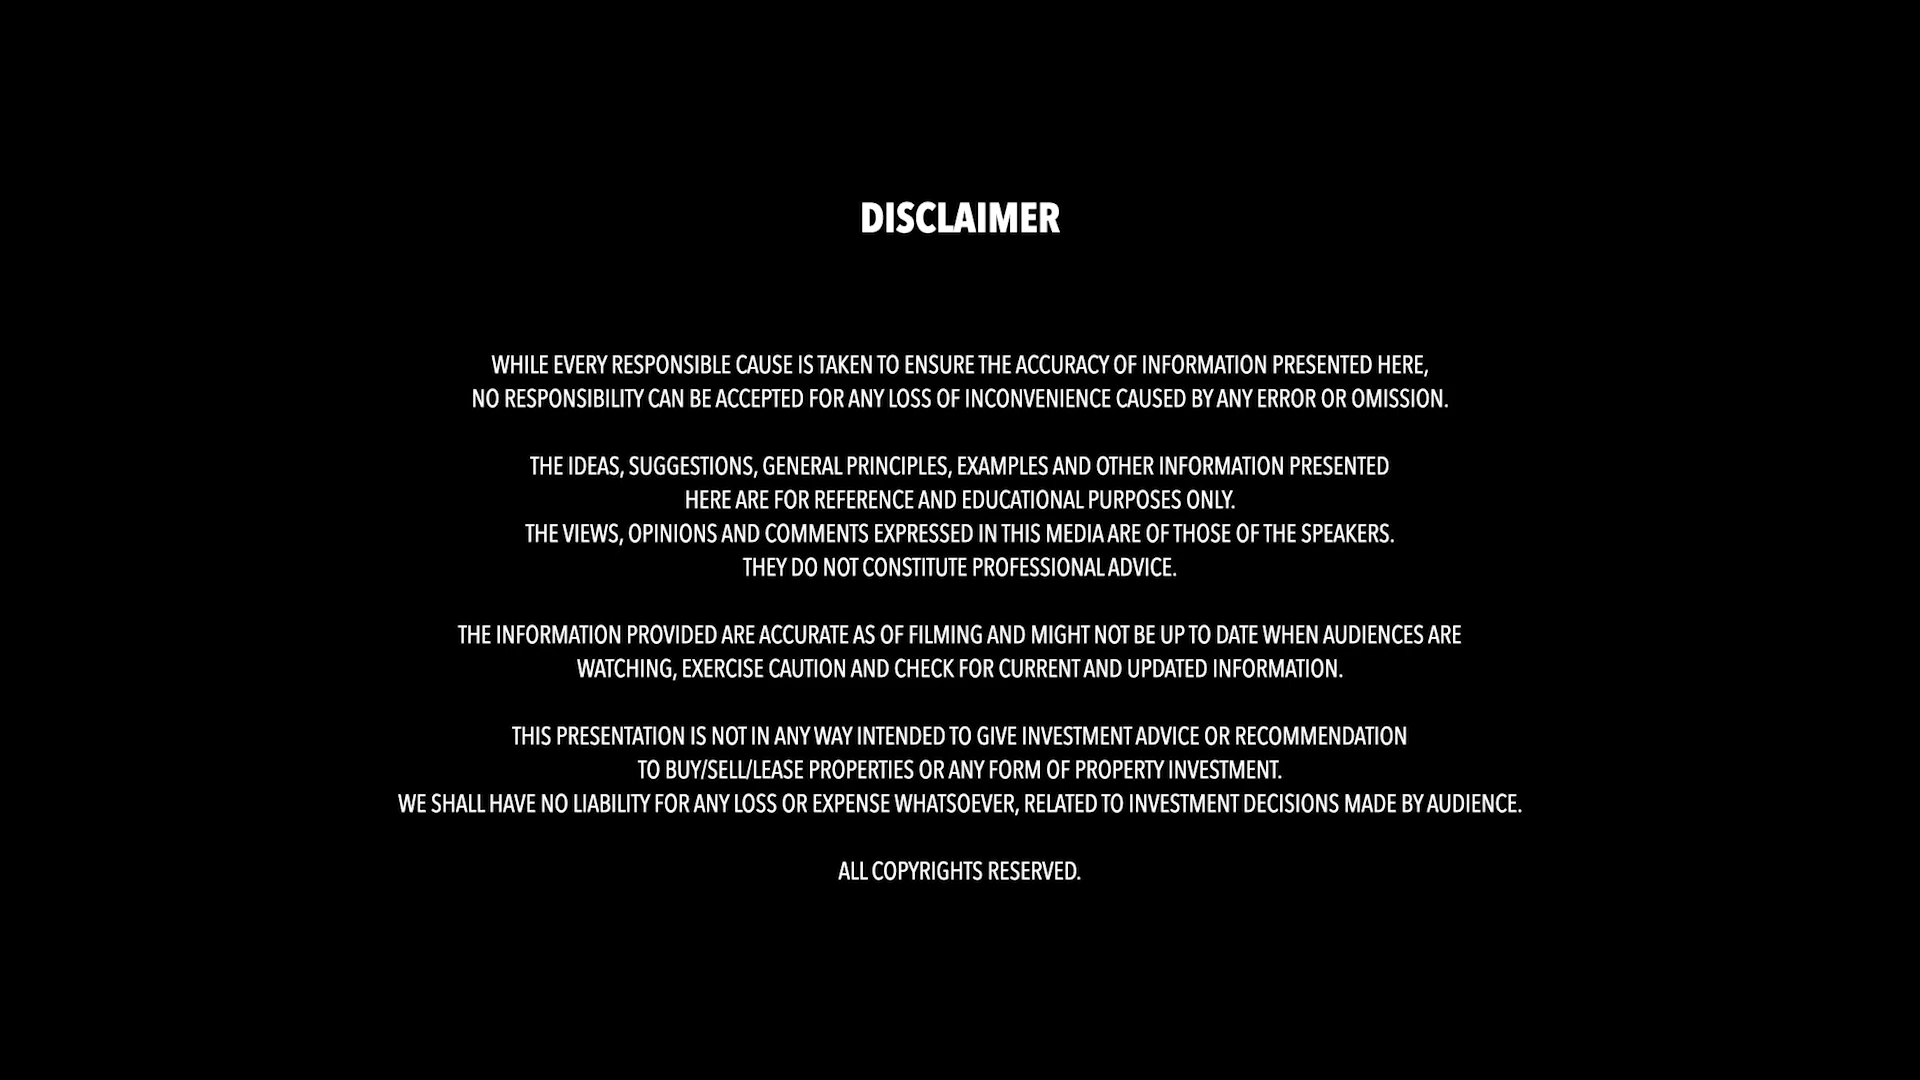 DISCLAIMER
WHILE EVERY RESPONSIBLE CAUSE IS TAKEN TO ENSURE THE ACCURACY OF INFORMATION PRESENTED HERE,
NO RESPONSIBILITY CAN BE ACCEPTED FOR ANY LOSS OF INCONVENIENCE CAUSED BY ANY ERROR OR OMISSION.
THE IDEAS, SUGGESTIONS, GENERAL PRINCIPLES, EXAMPLES AND OTHER INFORMATION PRESENTED
HERE ARE FOR REFERENCE AND EDUCATIONAL PURPOSES ONLY.
THE VIEWS, OPINIONS AND COMMENTS EXPRESSED IN THIS MEDIA ARE OF THOSE OF THE SPEAKERS.
THEY DO NOT CONSTITUTE PROFESSIONAL ADVICE.
THE INFORMATION PROVIDED ARE ACCURATE AS OF FILMING AND MIGHT NOT BE UP TO DATE WHEN AUDIENCES ARE
WATCHING, EXERCISE CAUTION AND CHECK FOR CURRENT AND UPDATED INFORMATION.
THIS PRESENTATION IS NOT IN ANY WAY INTENDED TO GIVE INVESTMENT ADVICE OR RECOMMENDATION
TO BUY/SELL/LEASE PROPERTIES OR ANY FORM OF PROPERTY INVESTMENT.
WE SHALL HAVE NO LIABILITY FOR ANY LOSS OR EXPENSE WHATSOEVER, RELATED TO INVESTMENT DECISIONS MADE BY AUDIENCE.
ALL COPYRIGHTS RESERVED.